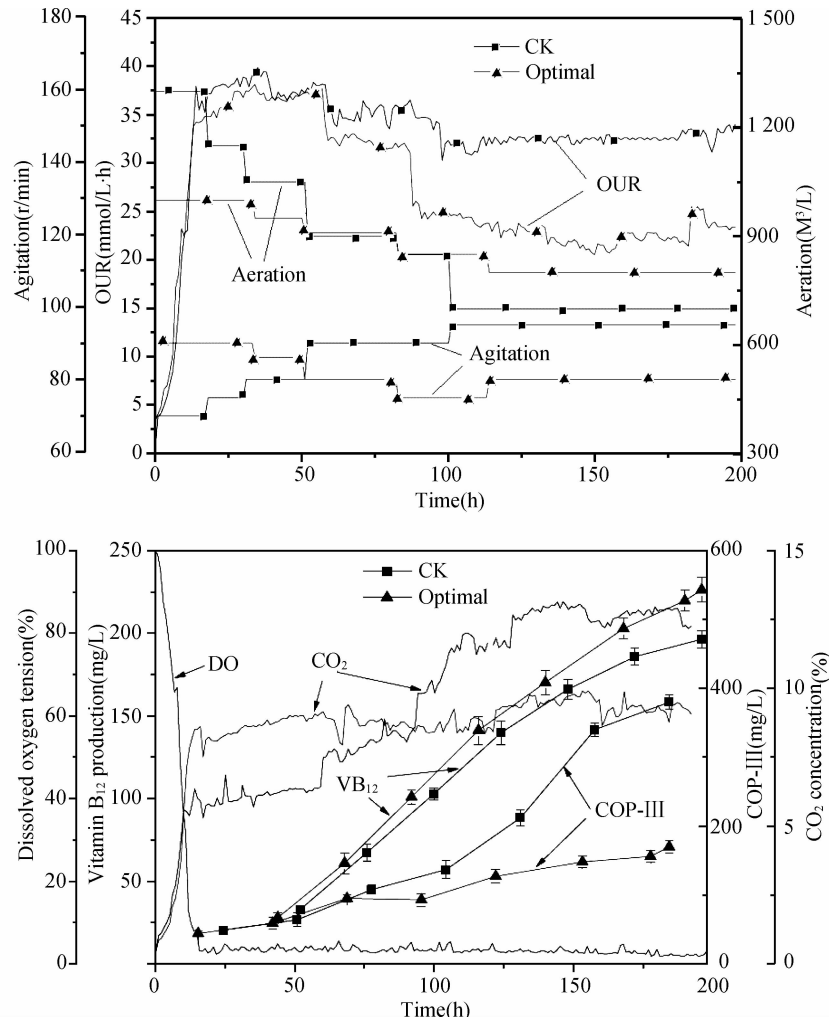 160
140
120
100
80
60
Agitation(r/min)
45
40
35
30
25
20
15
10
5
0
OUR(mmol/L·h)
CK
Optimal
OUR
Aeration
Agitation
1 500
1 200
900
600
300
Aeration(M³/L)
0
50
100
150
200
Time(h)
100
80
60
40
20
0
Dissolved oxygen tension(%)
250
200
150
100
50
0
Vitamin B₁₂ production(mg/L)
CK
Optimal
DO
CO₂
VB₁₂
COP-III
600
400
200
0
COP-III(mg/L)
15
10
5
0
CO₂ concentration(%)
0
50
100
150
200
Time(h)